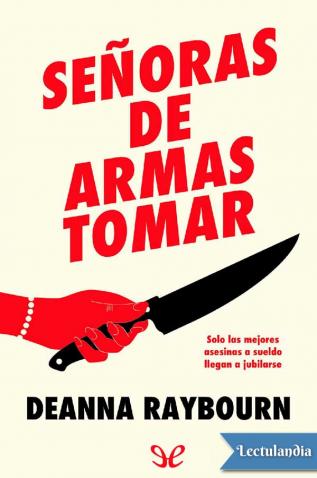 SEÑORAS
DE
ARMAS
TOMAR
Solo las mejores
asesinas a sueldo
llegan a jubilarse
DEANNA RAYBOURN
Lectulandia